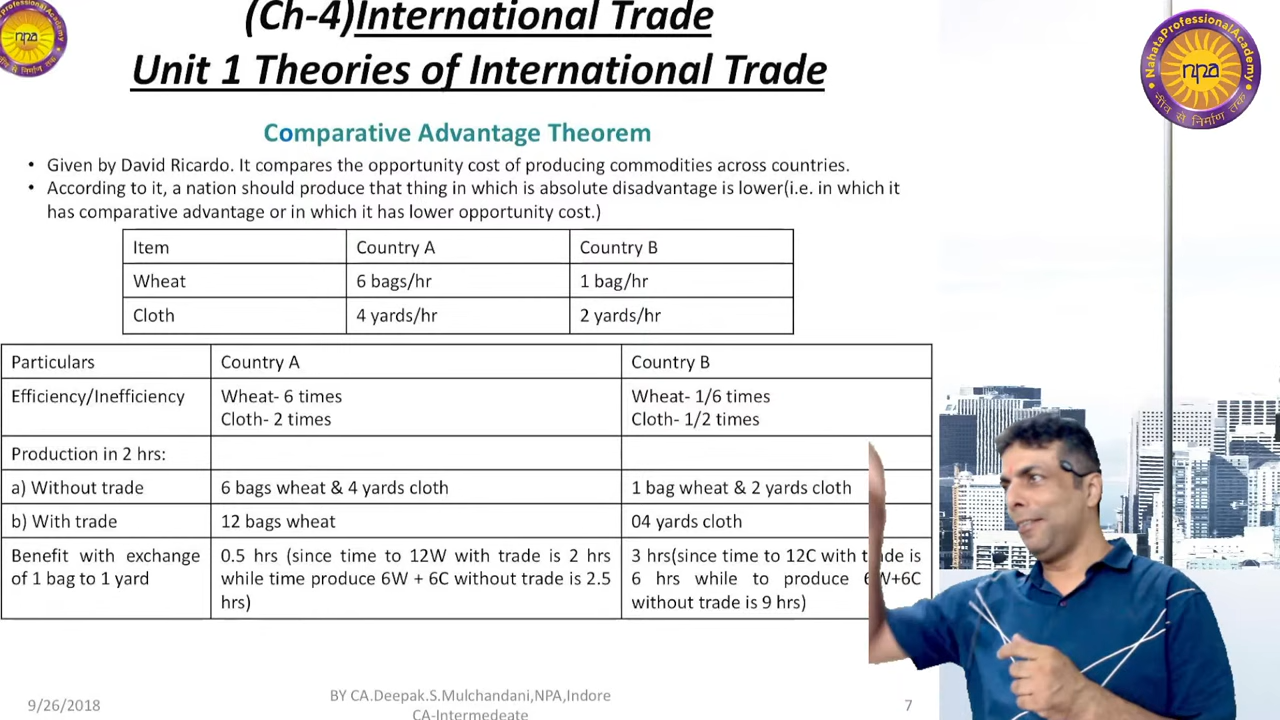 (Ch-4)International Trade
Unit 1 Theories of International Trade
npa
NahataProfessionalAcademy
npa
नींव से निर्माण तक
Comparative Advantage Theorem
• Given by David Ricardo. It compares the opportunity cost of producing commodities across countries.
• According to it, a nation should produce that thing in which is absolute disadvantage is lower(i.e. in which it
has comparative advantage or in which it has lower opportunity cost.)
Item Country A Country B
Wheat 6 bags/hr 1 bag/hr
Cloth 4 yards/hr 2 yards/hr
Particulars Country A Country B
Efficiency/Inefficiency Wheat- 6 times Wheat- 1/6 times
Cloth- 2 times Cloth- 1/2 times
Production in 2 hrs:
a) Without trade 6 bags wheat & 4 yards cloth 1 bag wheat & 2 yards cloth
b) With trade 12 bags wheat 04 yards cloth
Benefit with exchange 0.5 hrs (since time to 12W with trade is 2 hrs 3 hrs(since time to 12C with is
of 1 bag to 1 yard while time produce 6W + 6C without trade is 2.5 6 hrs while to produce W+6C
hrs) without trade is 9 hrs)
9/26/2018 BY CA.Deepak.S.Mulchandani,NPA,Indore 7
CA-Intermedeate